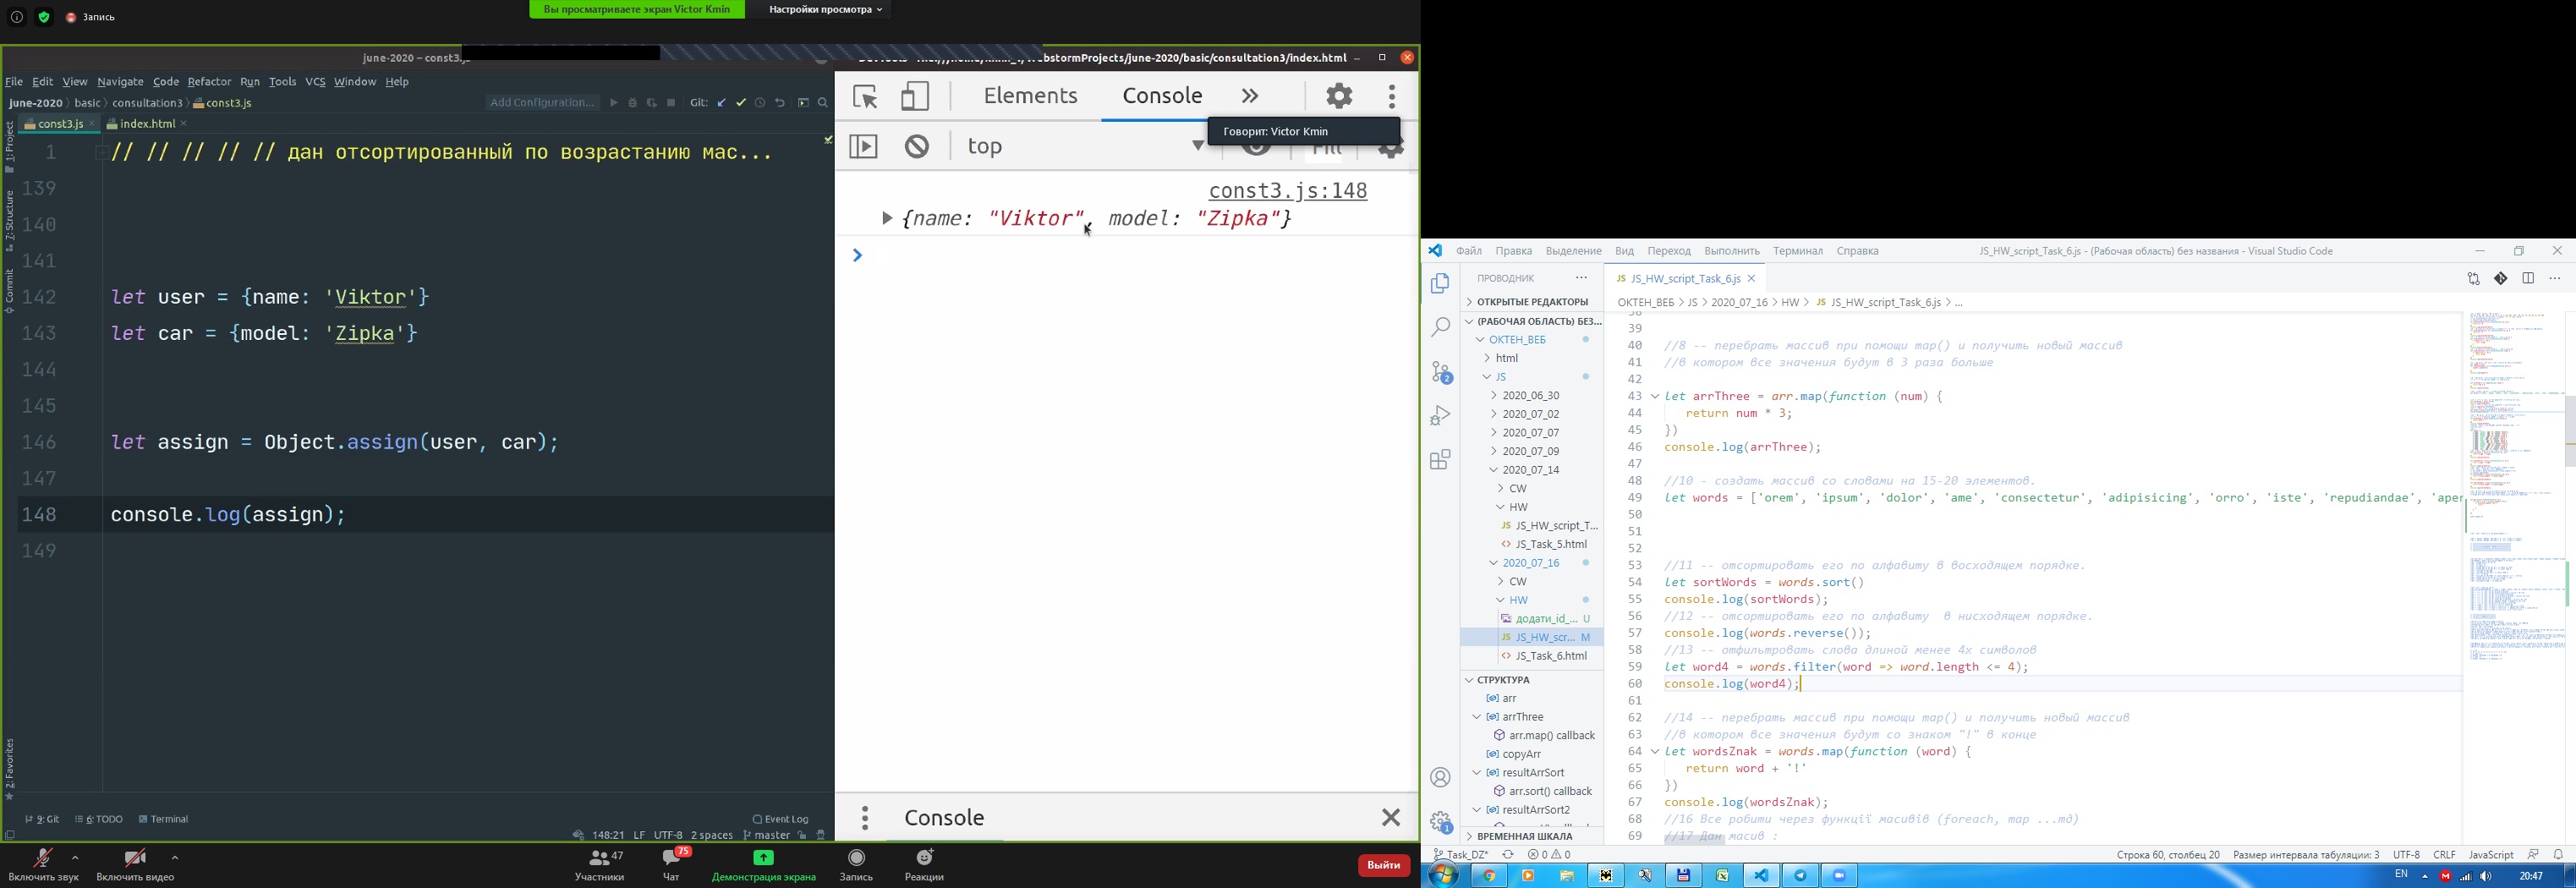 Запись
Вы просматриваете экран Victor Kmin
Настройки просмотра
june-2020 – const3.js
File Edit View Navigate Code Refactor Run Tools VCS Window Help
june-2020 basic consultation3 const3.js
Add Configuration...
Git:
const3.js
index.html
1: Project
7: Structure
Commit
2: Favorites
1 // // // // // дан отсортированный по возрастанию мас...
139
140
141
142 let user = {name: 'Viktor'}
143 let car = {model: 'Zipka'}
144
145
146 let assign = Object.assign(user, car);
147
148 console.log(assign);
149
9: Git
6: TODO
Terminal
Event Log
148:21 LF UTF-8 2 spaces master
WebstormProjects/june-2020/basic/consultation3/index.html
Elements Console
Говорит: Victor Kmin
top
const3.js:148
{name: "Viktor", model: "Zipka"}
Console
Включить звук
Включить видео
47
Участники
75
Чат
Демонстрация экрана
Запись
Реакции
Выйти
Файл Правка Выделение Вид Переход Выполнить Терминал Справка
JS_HW_script_Task_6.js - (Рабочая область) без названия - Visual Studio Code
ПРОВОДНИК
JS JS_HW_script_Task_6.js
ОКТЕН_ВЕБ > JS > 2020_07_16 > HW > JS JS_HW_script_Task_6.js > ...
ОТКРЫТЫЕ РЕДАКТОРЫ
(РАБОЧАЯ ОБЛАСТЬ) БЕЗ...
ОКТЕН_ВЕБ
html
JS
2020_06_30
2020_07_02
2020_07_07
2020_07_09
2020_07_14
CW
HW
JS JS_HW_script_T...
JS_Task_5.html
2020_07_16
CW
HW
додати_id_... U
JS JS_HW_scr... M
JS_Task_6.html
СТРУКТУРА
arr
arrThree
arr.map() callback
copyArr
resultArrSort
arr.sort() callback
resultArrSort2
ВРЕМЕННАЯ ШКАЛА
2
1
38
39
40 //8 -- перебрать массив при помощи map() и получить новый массив
41 //в котором все значения будут в 3 раза больше
42
43 let arrThree = arr.map(function (num) {
44 return num * 3;
45 })
46 console.log(arrThree);
47
48 //10 - создать массив со словами на 15-20 элементов.
49 let words = ['orem', 'ipsum', 'dolor', 'ame', 'consectetur', 'adipisicing', 'orro', 'iste', 'repudiandae', 'aper
50
51
52
53 //11 -- отсортировать его по алфавиту в восходящем порядке.
54 let sortWords = words.sort()
55 console.log(sortWords);
56 //12 -- отсортировать его по алфавиту в нисходящем порядке.
57 console.log(words.reverse());
58 //13 -- отфильтровать слова длиной менее 4х символов
59 let word4 = words.filter(word => word.length <= 4);
60 console.log(word4);
61
62 //14 -- перебрать массив при помощи map() и получить новый массив
63 //в котором все значения будут со знаком "!" в конце
64 let wordsZnak = words.map(function (word) {
65 return word + '!'
66 })
67 console.log(wordsZnak);
68 //16 Все робити через функції масивів (foreach, map ...тд)
69 //17 Дан масив :
Task_DZ* 0 0
Строка 60, столбец 20 Размер интервала табуляции: 3 UTF-8 CRLF JavaScript
EN
20:47